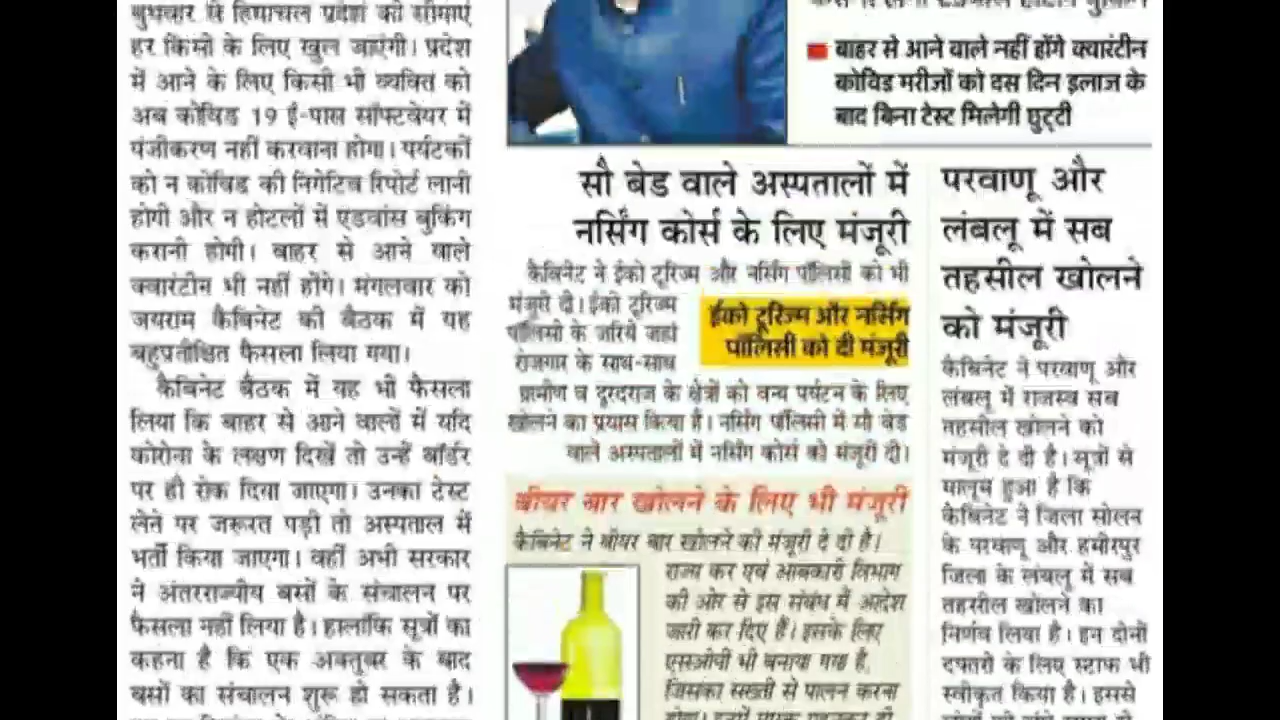 बुधवार से हिमाचल प्रदेश की सीमाएं
हर किसी के लिए खुल जाएंगी। प्रदेश
में आने के लिए किसी भी व्यक्ति को
अब कोविड 19 ई-पास सॉफ्टवेयर में
पंजीकरण नहीं करवाना होगा। पर्यटकों
को न कोविड की निगेटिव रिपोर्ट लानी
होगी और न होटलों में एडवांस बुकिंग
करानी होगी। बाहर से आने वाले
क्वारंटीन भी नहीं होंगे। मंगलवार को
जयराम कैबिनेट की बैठक में यह
बहुप्रतीक्षित फैसला लिया गया।
कैबिनेट बैठक में यह भी फैसला
लिया कि बाहर से आने वालों में यदि
कोरोना के लक्षण दिखें तो उन्हें बॉर्डर
पर ही रोक दिया जाएगा। उनका टेस्ट
लेने पर जरूरत पड़ी तो अस्पताल में
भर्ती किया जाएगा। वहीं अभी सरकार
ने अंतरराज्यीय बसों के संचालन पर
फैसला नहीं लिया है। हालांकि सूत्रों का
कहना है कि एक अक्तूबर के बाद
बसों का संचालन शुरू हो सकता है।
बाहर से आने वाले नहीं होंगे क्वारंटीन
कोविड मरीजों को दस दिन इलाज के
बाद बिना टेस्ट मिलेगी छुट्टी
सौ बेड वाले अस्पतालों में
नर्सिंग कोर्स के लिए मंजूरी
कैबिनेट ने ईको टूरिज्म और नर्सिंग पॉलिसी को भी
मंजूरी दी। ईको टूरिज्म
पॉलिसी के जरिये जहां
रोजगार के साथ-साथ
ईको टूरिज्म और नर्सिंग
पॉलिसी को दी मंजूरी
ग्रामीण व दूरदराज के क्षेत्रों को वन्य पर्यटन के लिए
खोलने का प्रयास किया है। नर्सिंग पॉलिसी में सौ बेड
वाले अस्पतालों में नर्सिंग कोर्स को मंजूरी दी।
बीयर बार खोलने के लिए भी मंजूरी
कैबिनेट ने बीयर बार खोलने की मंजूरी दे दी है।
राज्य कर एवं आबकारी विभाग
की ओर से इस संबंध में आदेश
जारी कर दिए हैं। इसके लिए
एसओपी भी बनाया गया है,
जिसका सख्ती से पालन करना
परवाणू और
लंबलू में सब
तहसील खोलने
को मंजूरी
कैबिनेट ने परवाणू और
लंबलू में राजस्व सब
तहसील खोलने को
मंजूरी दे दी है। सूत्रों से
मालूम हुआ है कि
कैबिनेट ने जिला सोलन
के परवाणू और हमीरपुर
जिला के लंबलू में सब
तहसील खोलने का
निर्णय लिया है। इन दोनों
दफ्तरों के लिए स्टाफ भी
स्वीकृत किया है। इससे